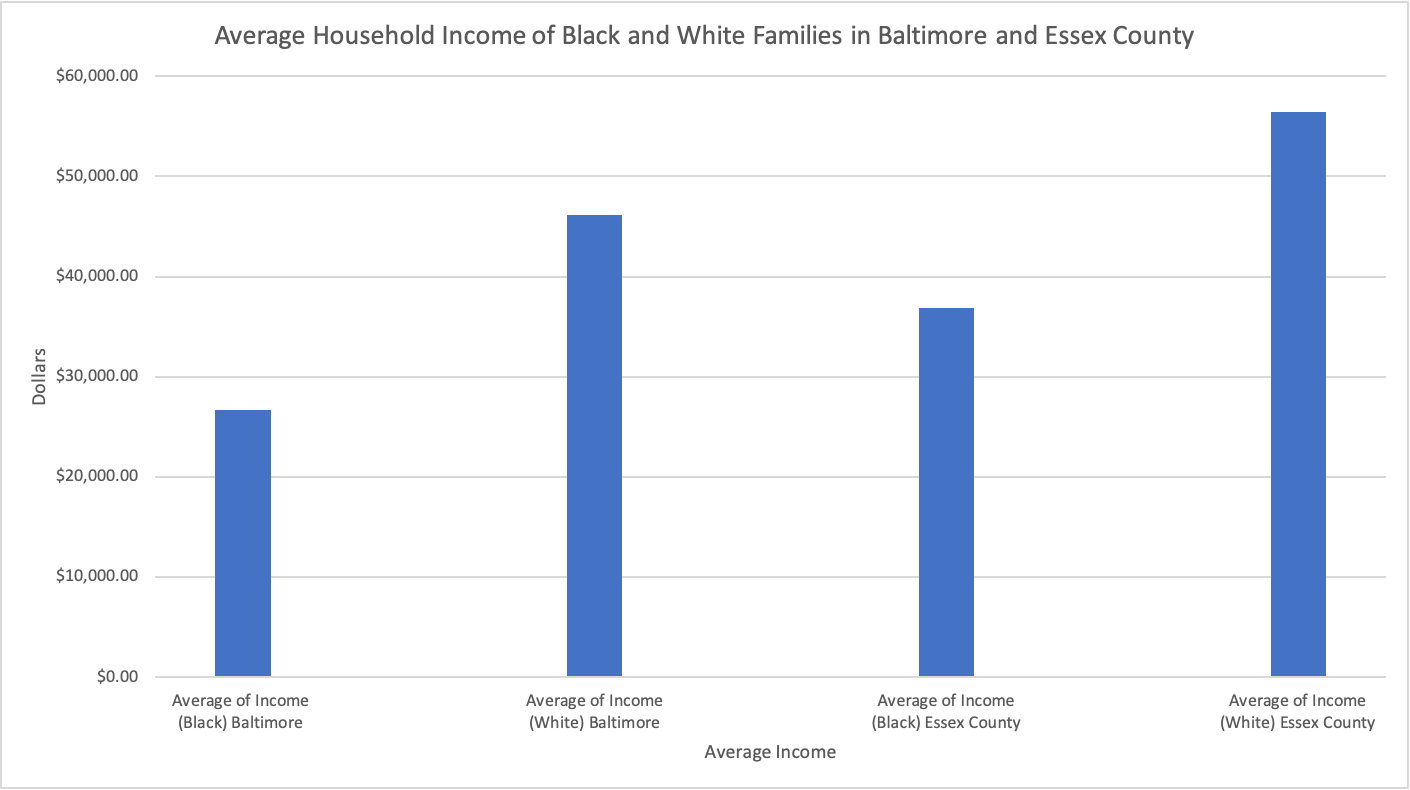 Average Household Income of Black and White Families in Baltimore and Essex County
$60,000.00
$50,000.00
$40,000.00
$30,000.00
$20,000.00
$10,000.00
$0.00
Dollars
Average of Income
(Black) Baltimore
Average of Income
(White) Baltimore
Average of Income
(Black) Essex County
Average of Income
(White) Essex County
Average Income